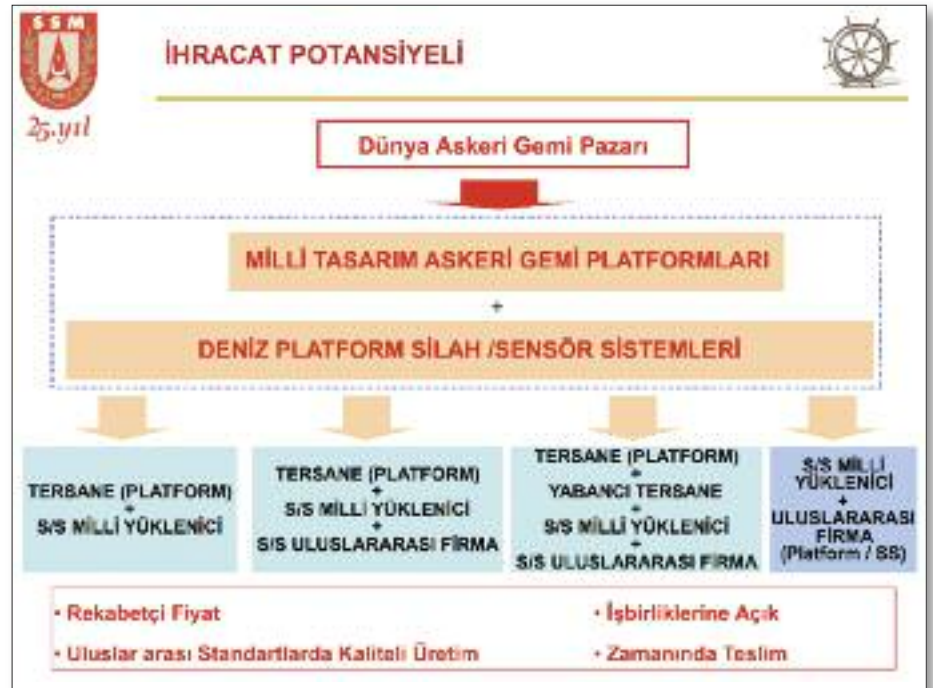 SSM
25.yıl
İHRACAT POTANSİYELİ
Dünya Askeri Gemi Pazarı
MİLLİ TASARIM ASKERİ GEMİ PLATFORMLARI
+
DENİZ PLATFORM SİLAH /SENSÖR SİSTEMLERİ
TERSANE (PLATFORM)
+
S/S MİLLİ YÜKLENİCİ
TERSANE (PLATFORM)
+
S/S MİLLİ YÜKLENİCİ
+
S/S ULUSLARARASI FİRMA
TERSANE (PLATFORM)
+
YABANCI TERSANE
+
S/S MİLLİ YÜKLENİCİ
+
S/S ULUSLARARASI FİRMA
S/S MİLLİ
YÜKLENİCİ
+
ULUSLARARASI
FİRMA
(Platform / SS)
• Rekabetçi Fiyat
• Uluslar arası Standartlarda Kaliteli Üretim
• İşbirliklerine Açık
• Zamanında Teslim